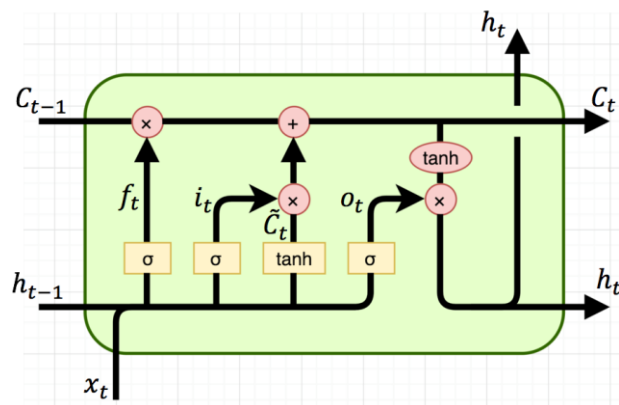 h_t
C_{t-1} × + C_t
tanh
f_t i_t × o_t ×
C̃_t
σ σ tanh σ
h_{t-1} h_t
x_t